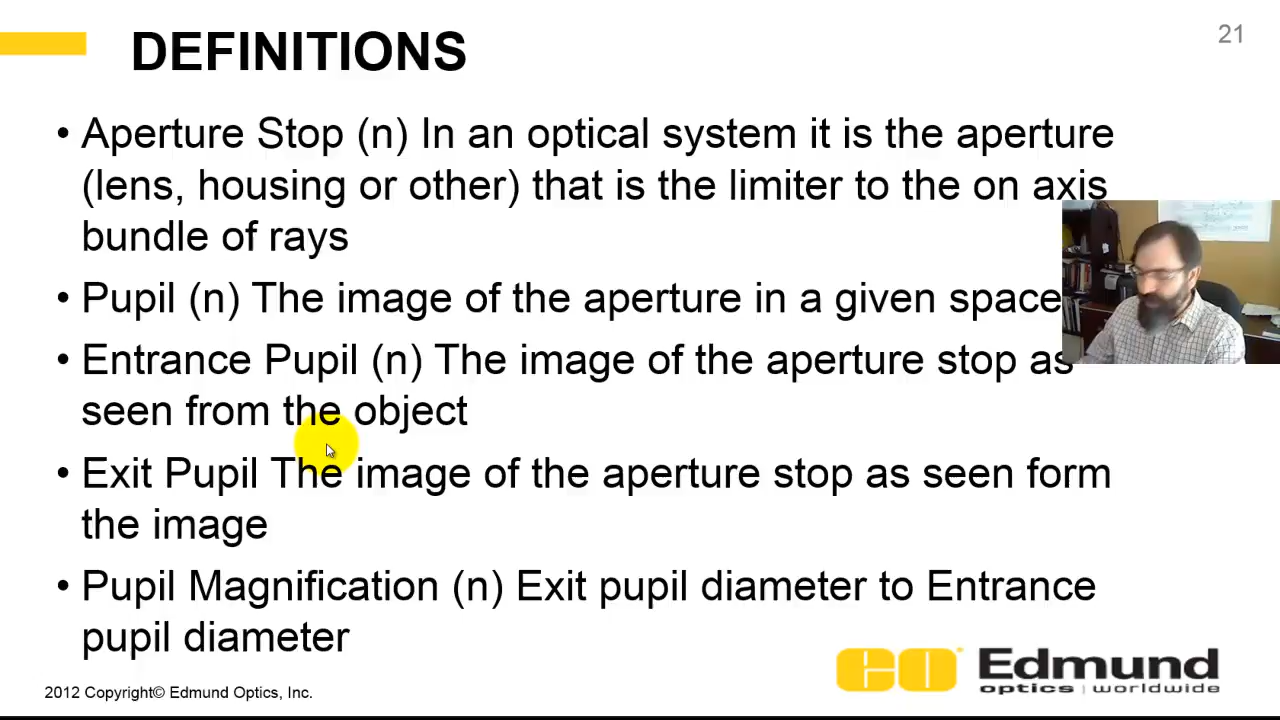 DEFINITIONS
21
• Aperture Stop (n) In an optical system it is the aperture
(lens, housing or other) that is the limiter to the on axis
bundle of rays
• Pupil (n) The image of the aperture in a given space
• Entrance Pupil (n) The image of the aperture stop as
seen from the object
• Exit Pupil The image of the aperture stop as seen form
the image
• Pupil Magnification (n) Exit pupil diameter to Entrance
pupil diameter
2012 Copyright© Edmund Optics, Inc.
EO Edmund
optics | worldwide